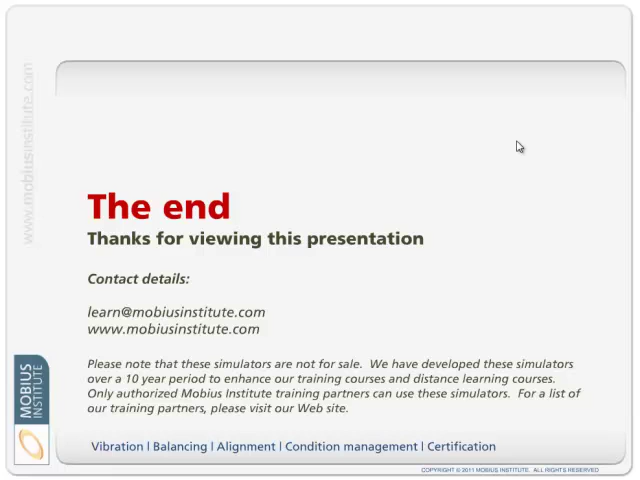 www.mobiusinstitute.com
The end
Thanks for viewing this presentation
Contact details:
learn@mobiusinstitute.com
www.mobiusinstitute.com
Please note that these simulators are not for sale.  We have developed these simulators
over a 10 year period to enhance our training courses and distance learning courses.
Only authorized Mobius Institute training partners can use these simulators.  For a list of
our training partners, please visit our Web site.
MOBIUS
INSTITUTE
Vibration | Balancing | Alignment | Condition management | Certification
COPYRIGHT © 2011 MOBIUS INSTITUTE.  ALL RIGHTS RESERVED